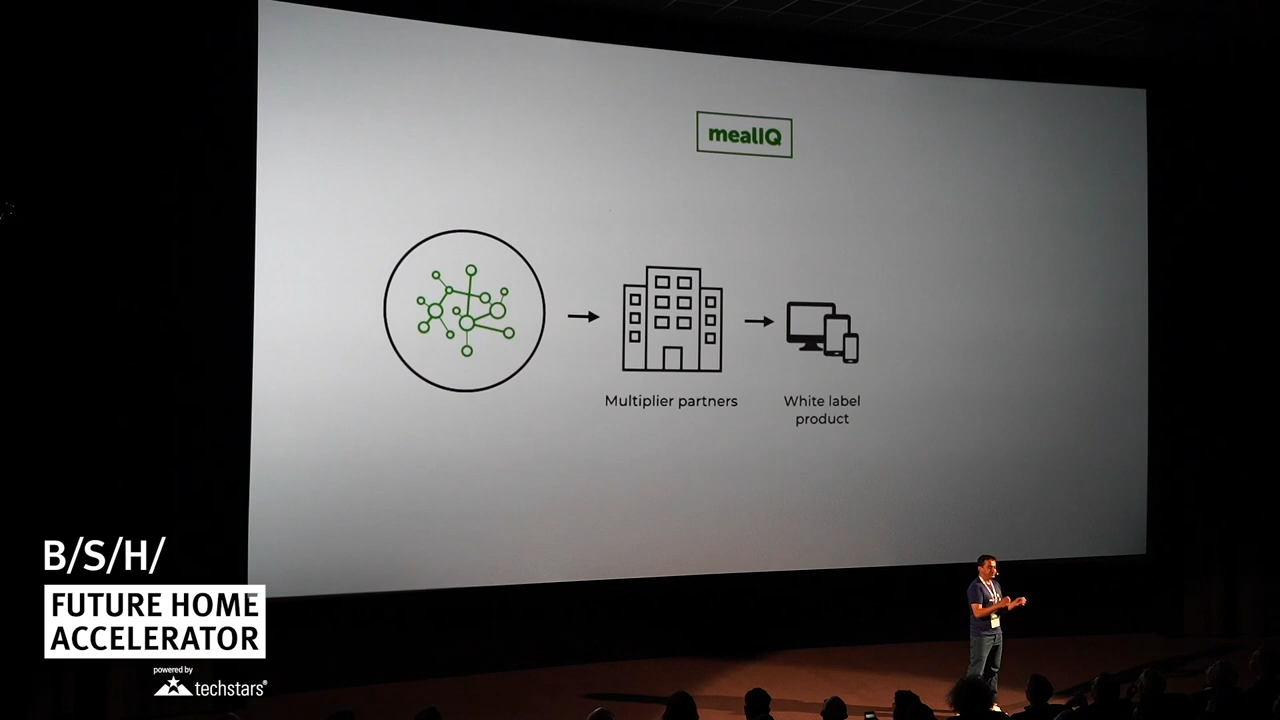 mealIQ
Multiplier partners
White label
product
B/S/H/
FUTURE HOME
ACCELERATOR
powered by
techstars®